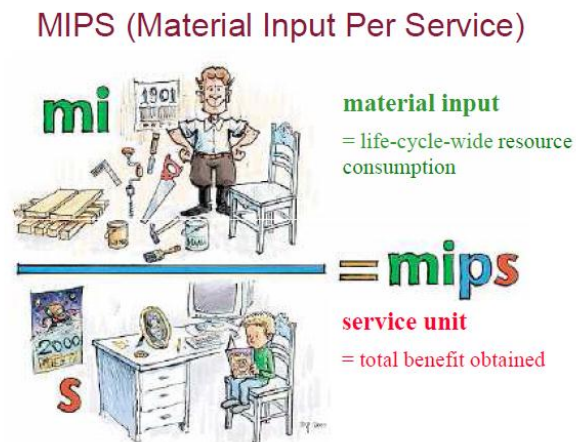 MIPS (Material Input Per Service)
mi
1901
material input
= life-cycle-wide resource
consumption
= mips
2000
s
service unit
= total benefit obtained